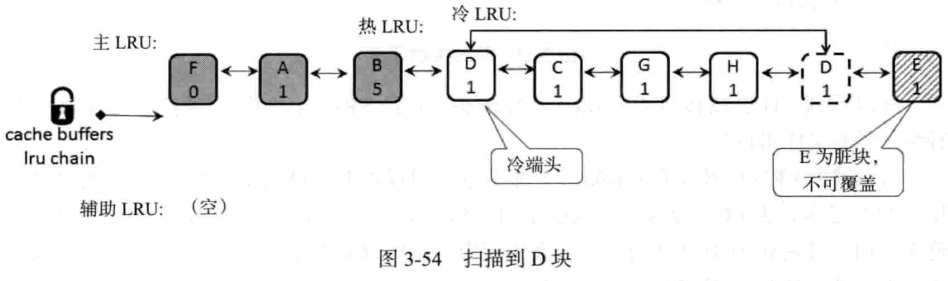 热 LRU: 冷 LRU:
主 LRU:
F A B D C G H D E
0 1 5 1 1 1 1 1 1
cache buffers
lru chain
冷端头
E 为脏块，
不可覆盖
辅助 LRU: （空）
图 3-54 扫描到 D 块